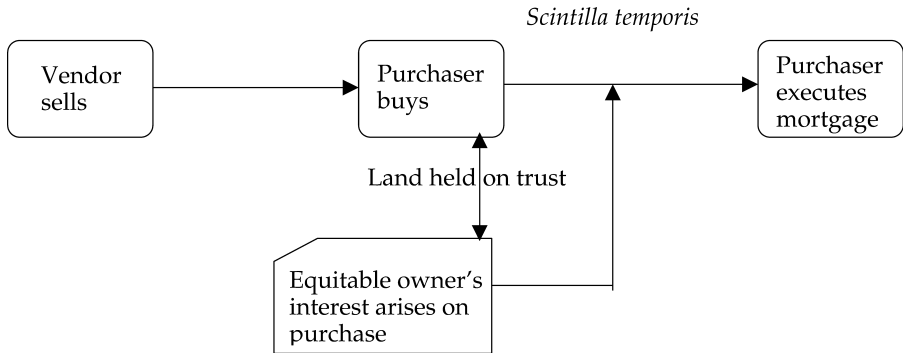 Scintilla temporis
Vendor
sells
Purchaser
buys
Purchaser
executes
mortgage
Land held on trust
Equitable owner's
interest arises on
purchase